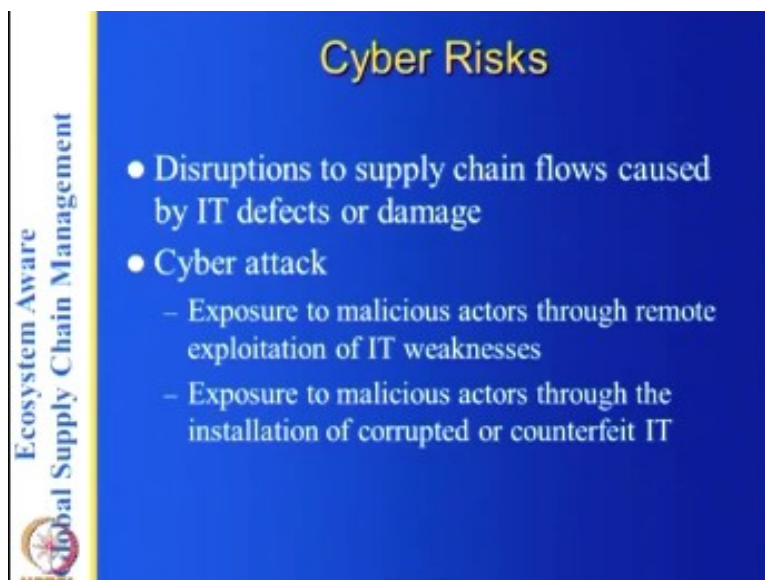 Cyber Risks
Disruptions to supply chain flows caused
by IT defects or damage
Cyber attack
– Exposure to malicious actors through remote
exploitation of IT weaknesses
– Exposure to malicious actors through the
installation of corrupted or counterfeit IT
Ecosystem Aware
Global Supply Chain Management